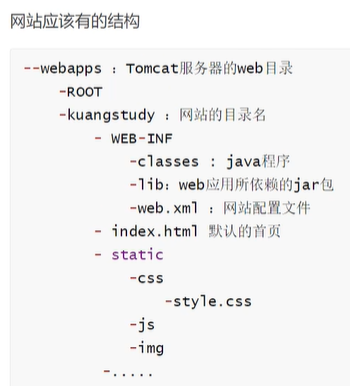 网站应该有的结构
--webapps ：Tomcat服务器的web目录
-ROOT
-kuangstudy ：网站的目录名
- WEB-INF
-classes : java程序
-lib：web应用所依赖的jar包
-web.xml ：网站配置文件
- index.html 默认的首页
- static
-css
-style.css
-js
-img
-.....